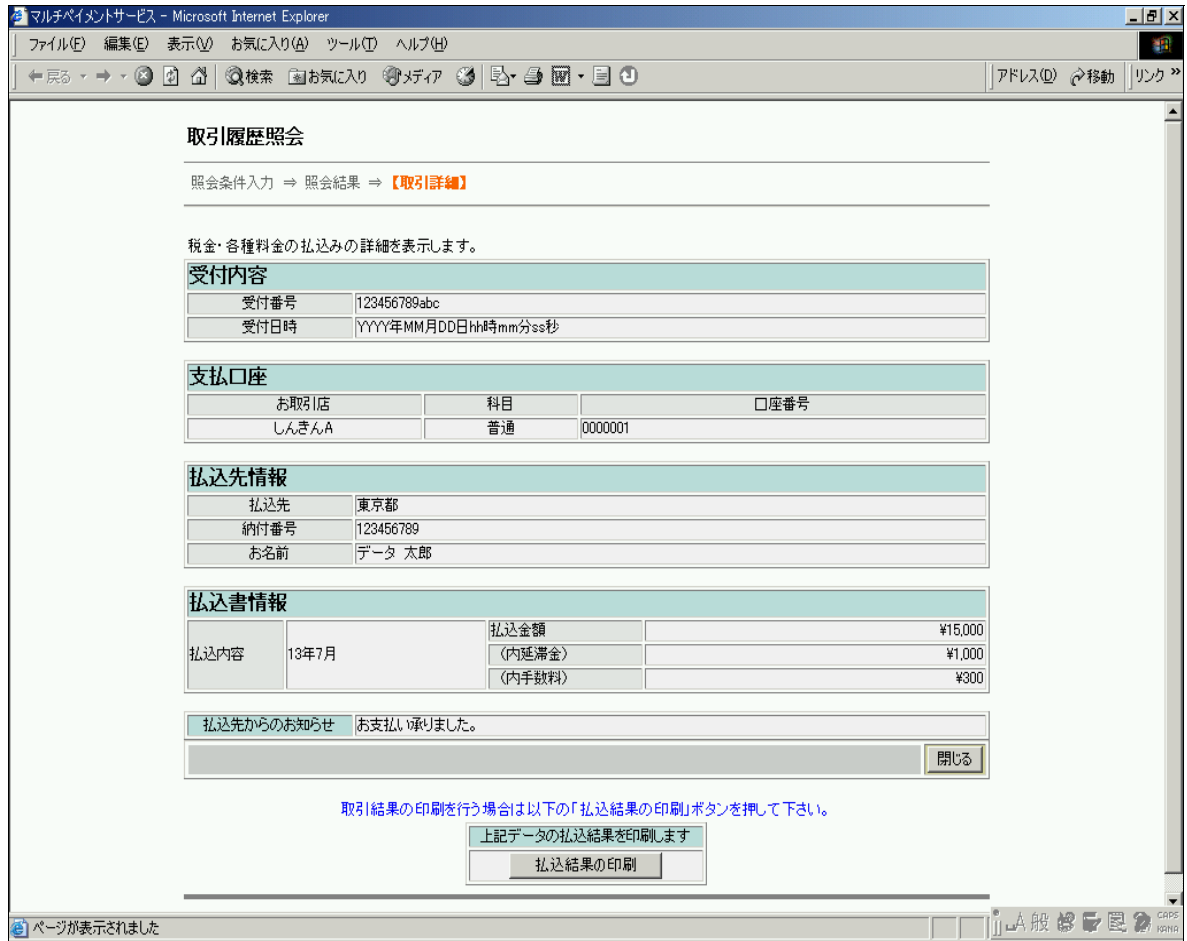 マルチペイメントサービス - Microsoft Internet Explorer
ファイル(F) 編集(E) 表示(V) お気に入り(A) ツール(T) ヘルプ(H)
戻る 検索 お気に入り メディア アドレス(D) 移動 リンク »
取引履歴照会
照会条件入力 ⇒ 照会結果 ⇒ 【取引詳細】
税金・各種料金の払込みの詳細を表示します。
受付内容
受付番号 123456789abc
受付日時 YYYY年MM月DD日hh時mm分ss秒
支払口座
お取引店 科目 口座番号
しんきんA 普通 0000001
払込先情報
払込先 東京都
納付番号 123456789
お名前 データ 太郎
払込書情報
払込内容 13年7月 払込金額 ¥15,000
（内延滞金） ¥1,000
（内手数料） ¥300
払込先からのお知らせ お支払い承りました。
閉じる
取引結果の印刷を行う場合は以下の「払込結果の印刷」ボタンを押して下さい。
上記データの払込結果を印刷します
払込結果の印刷
ページが表示されました A 般 CAPS
KANA